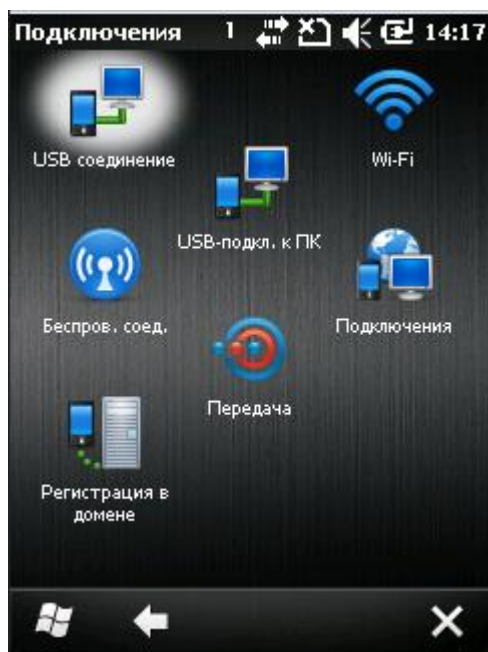 Подключения 1 14:17
USB соединение
Wi-Fi
USB-подкл. к ПК
Беспров. соед.
Подключения
Передача
Регистрация в
домене